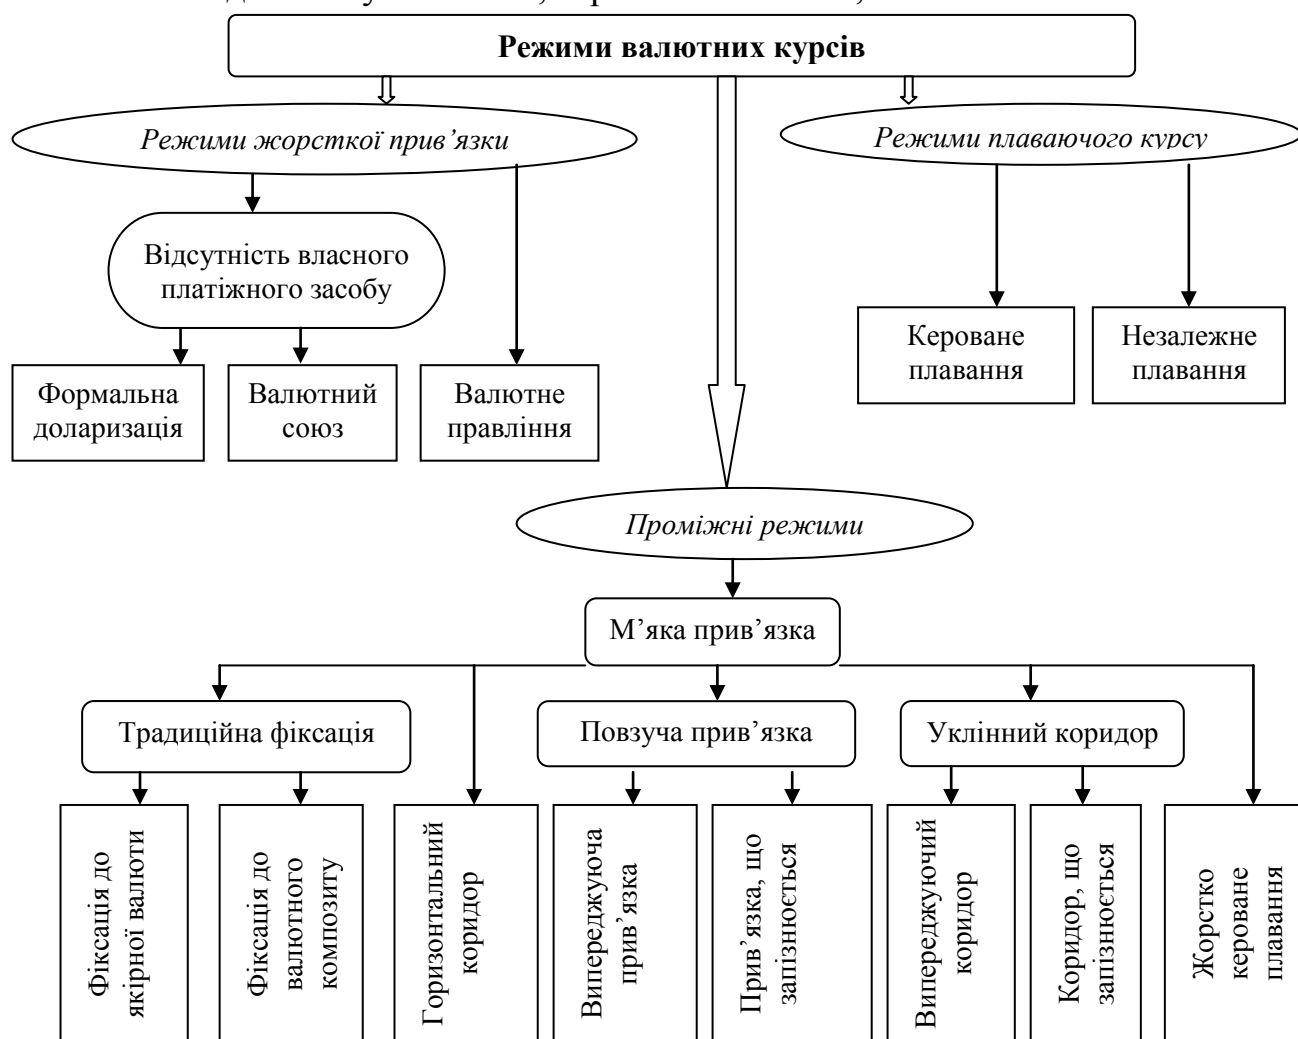 Режими валютних курсів
Режими жорсткої прив’язки
Режими плаваючого курсу
Відсутність власного
платіжного засобу
Формальна
доларизація
Валютний
союз
Валютне
правління
Кероване
плавання
Незалежне
плавання
Проміжні режими
М’яка прив’язка
Традиційна фіксація
Повзуча прив’язка
Уклінний коридор
Фіксація до
якірної валюти
Фіксація до
валютного
композиту
Горизонтальний
коридор
Випереджуюча
прив’язка
Прив’язка, що
запізнюється
Випереджуючий
коридор
Коридор, що
запізнюється
Жорстко
кероване
плавання